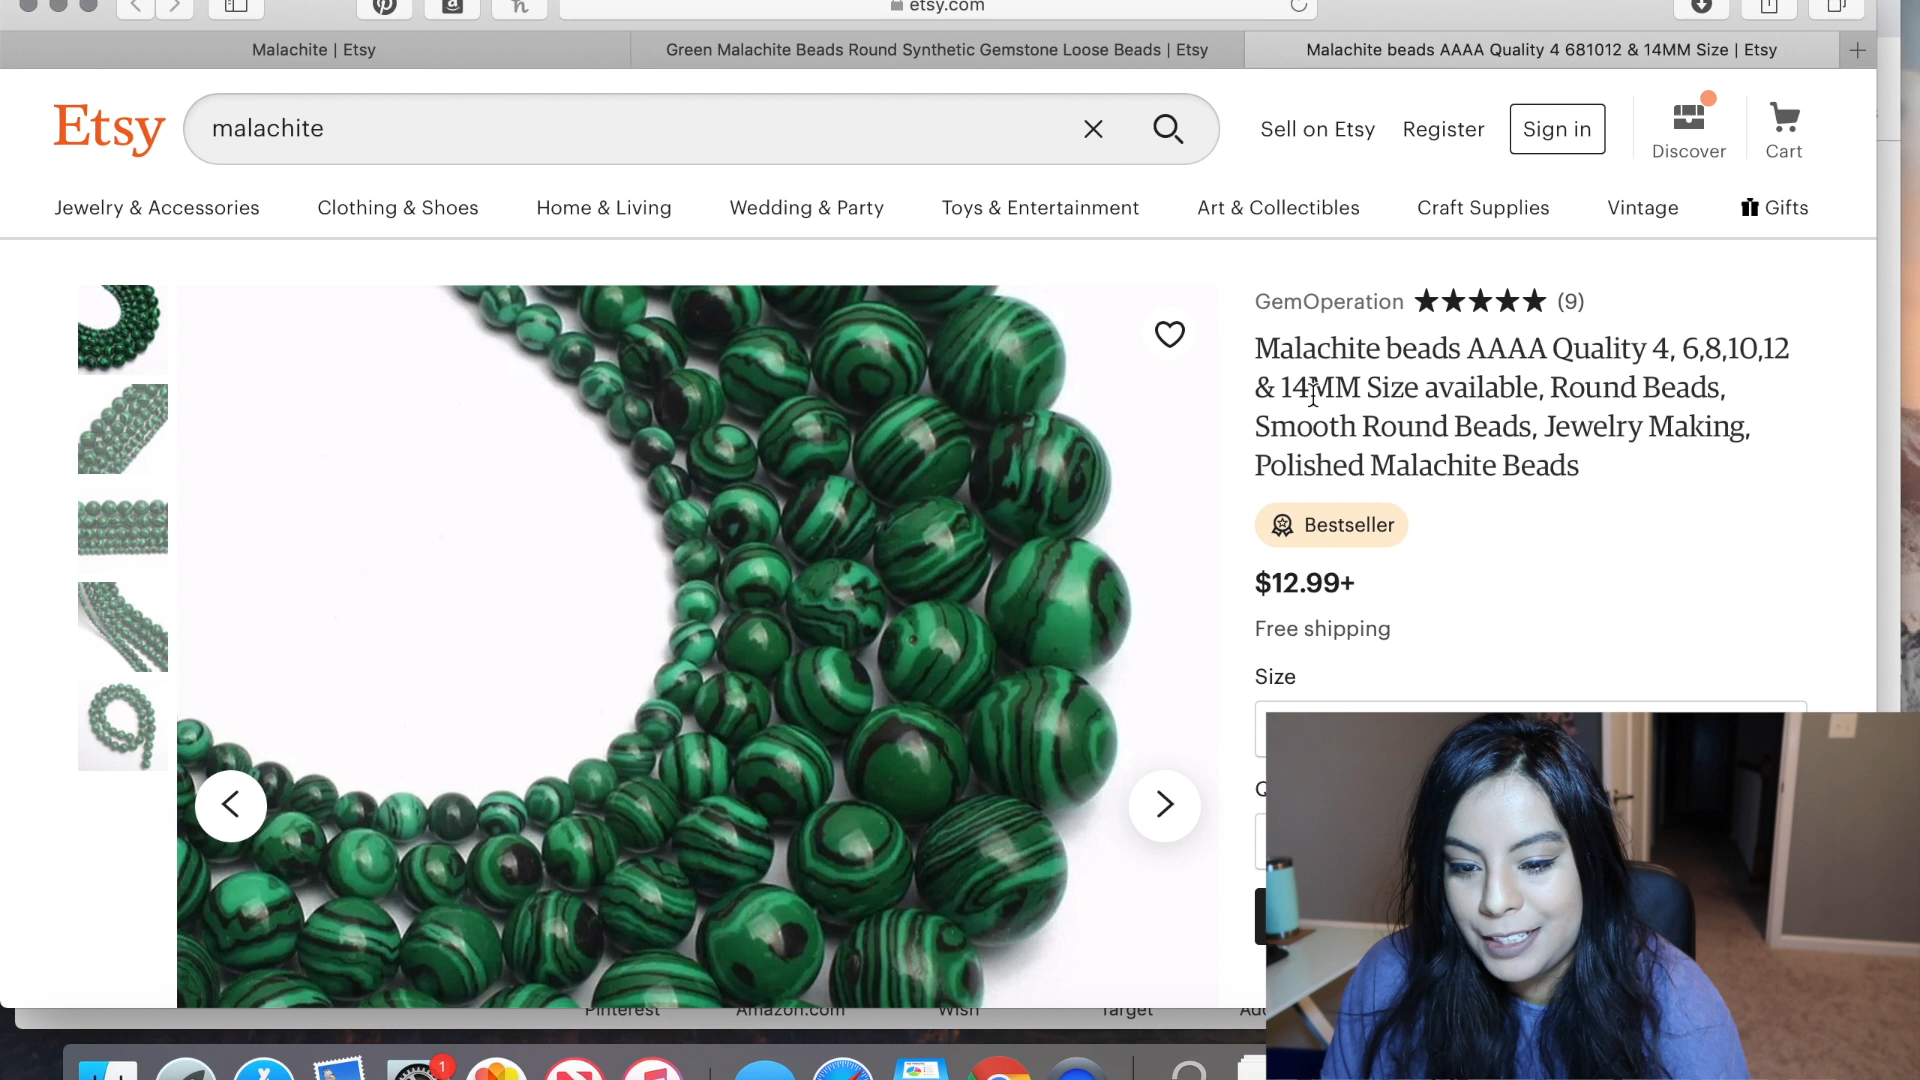 etsy.com
Malachite | Etsy
Green Malachite Beads Round Synthetic Gemstone Loose Beads | Etsy
Malachite beads AAAA Quality 4 681012 & 14MM Size | Etsy
Etsy
malachite
Sell on Etsy
Register
Sign in
Discover
Cart
Jewelry & Accessories
Clothing & Shoes
Home & Living
Wedding & Party
Toys & Entertainment
Art & Collectibles
Craft Supplies
Vintage
Gifts
GemOperation ★★★★★ (9)
Malachite beads AAAA Quality 4, 6,8,10,12
& 14MM Size available, Round Beads,
Smooth Round Beads, Jewelry Making,
Polished Malachite Beads
Bestseller
$12.99+
Free shipping
Size
Pinterest
Amazon.com
Wish
Target
1